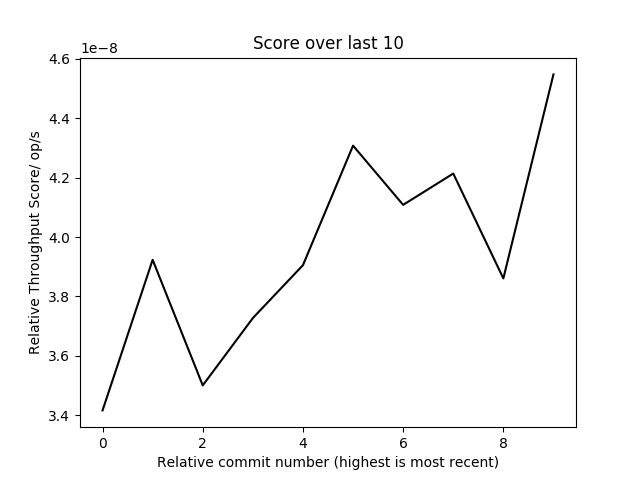 Score over last 10
1e−8
4.6
4.4
4.2
4.0
3.8
3.6
3.4
Relative Throughput Score/ op/s
0 2 4 6 8
Relative commit number (highest is most recent)